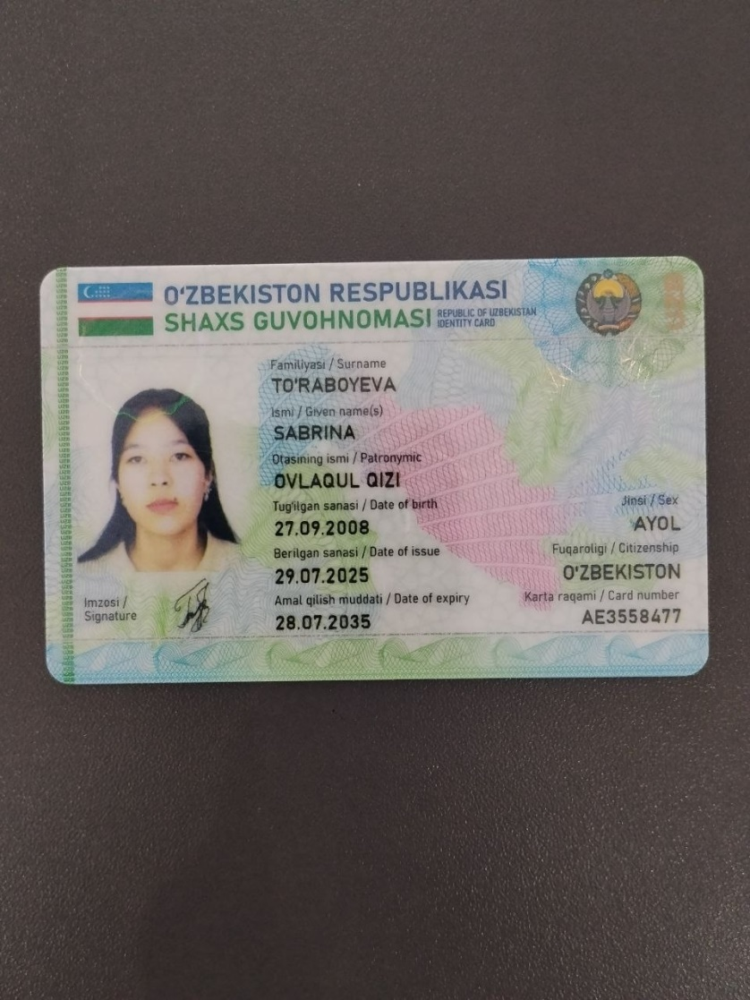 O‘ZBEKISTON RESPUBLIKASI
SHAXS GUVOHNOMASI
REPUBLIC OF UZBEKISTAN
IDENTITY CARD
Familiyasi / Surname
TO‘RABOYEVA
Ismi / Given name(s)
SABRINA
Otasining ismi / Patronymic
OVLAQUL QIZI
Tug‘ilgan sanasi / Date of birth
27.09.2008
Berilgan sanasi / Date of issue
29.07.2025
Amal qilish muddati / Date of expiry
28.07.2035
Jinsi / Sex
AYOL
Fuqaroligi / Citizenship
O‘ZBEKISTON
Karta raqami / Card number
AE3558477
Imzosi /
Signature